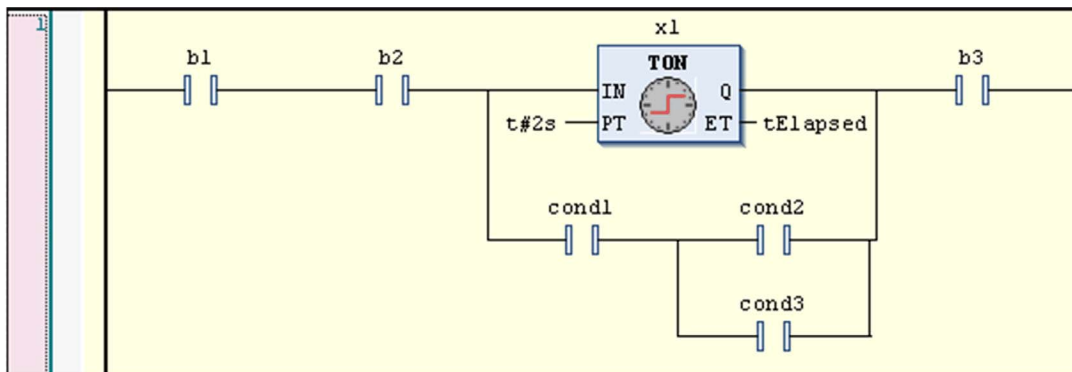 1
x1
b1 b2 TON b3
IN Q
t#2s PT ET tElapsed
cond1 cond2
cond3